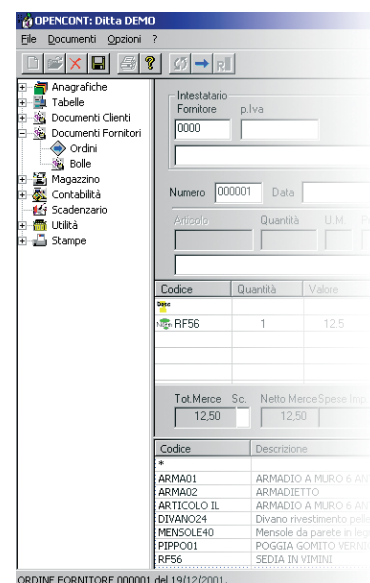 OPENCONT: Ditta DEMO
File Documenti Opzioni ?
Anagrafiche
Tabelle
Documenti Clienti
Documenti Fornitori
Ordini
Bolle
Magazzino
Contabilità
Scadenzario
Utilità
Stampe
Intestatario
Fornitore p.Iva
0000
Numero 000001 Data
Articolo Quantità U.M.
Codice Quantità Valore
Desc
Norm RF56 1 12.5
Tot.Merce Sc. Netto Merce Spese Inc.
12,50 12,50
Codice Descrizione
*
ARMA01 ARMADIO A MURO 6 AN
ARMA02 ARMADIETTO
ARTICOLO IL ARMADIO A MURO 6 AN
DIVANO24 Divano rivestimento pelle
MENSOLE40 Mensole da parete in leg
PIPPO01 POGGIA GOMITO VERNI
RF56 SEDIA IN VIMINI
ORDINE FORNITORE 000001 del 19/12/2001.